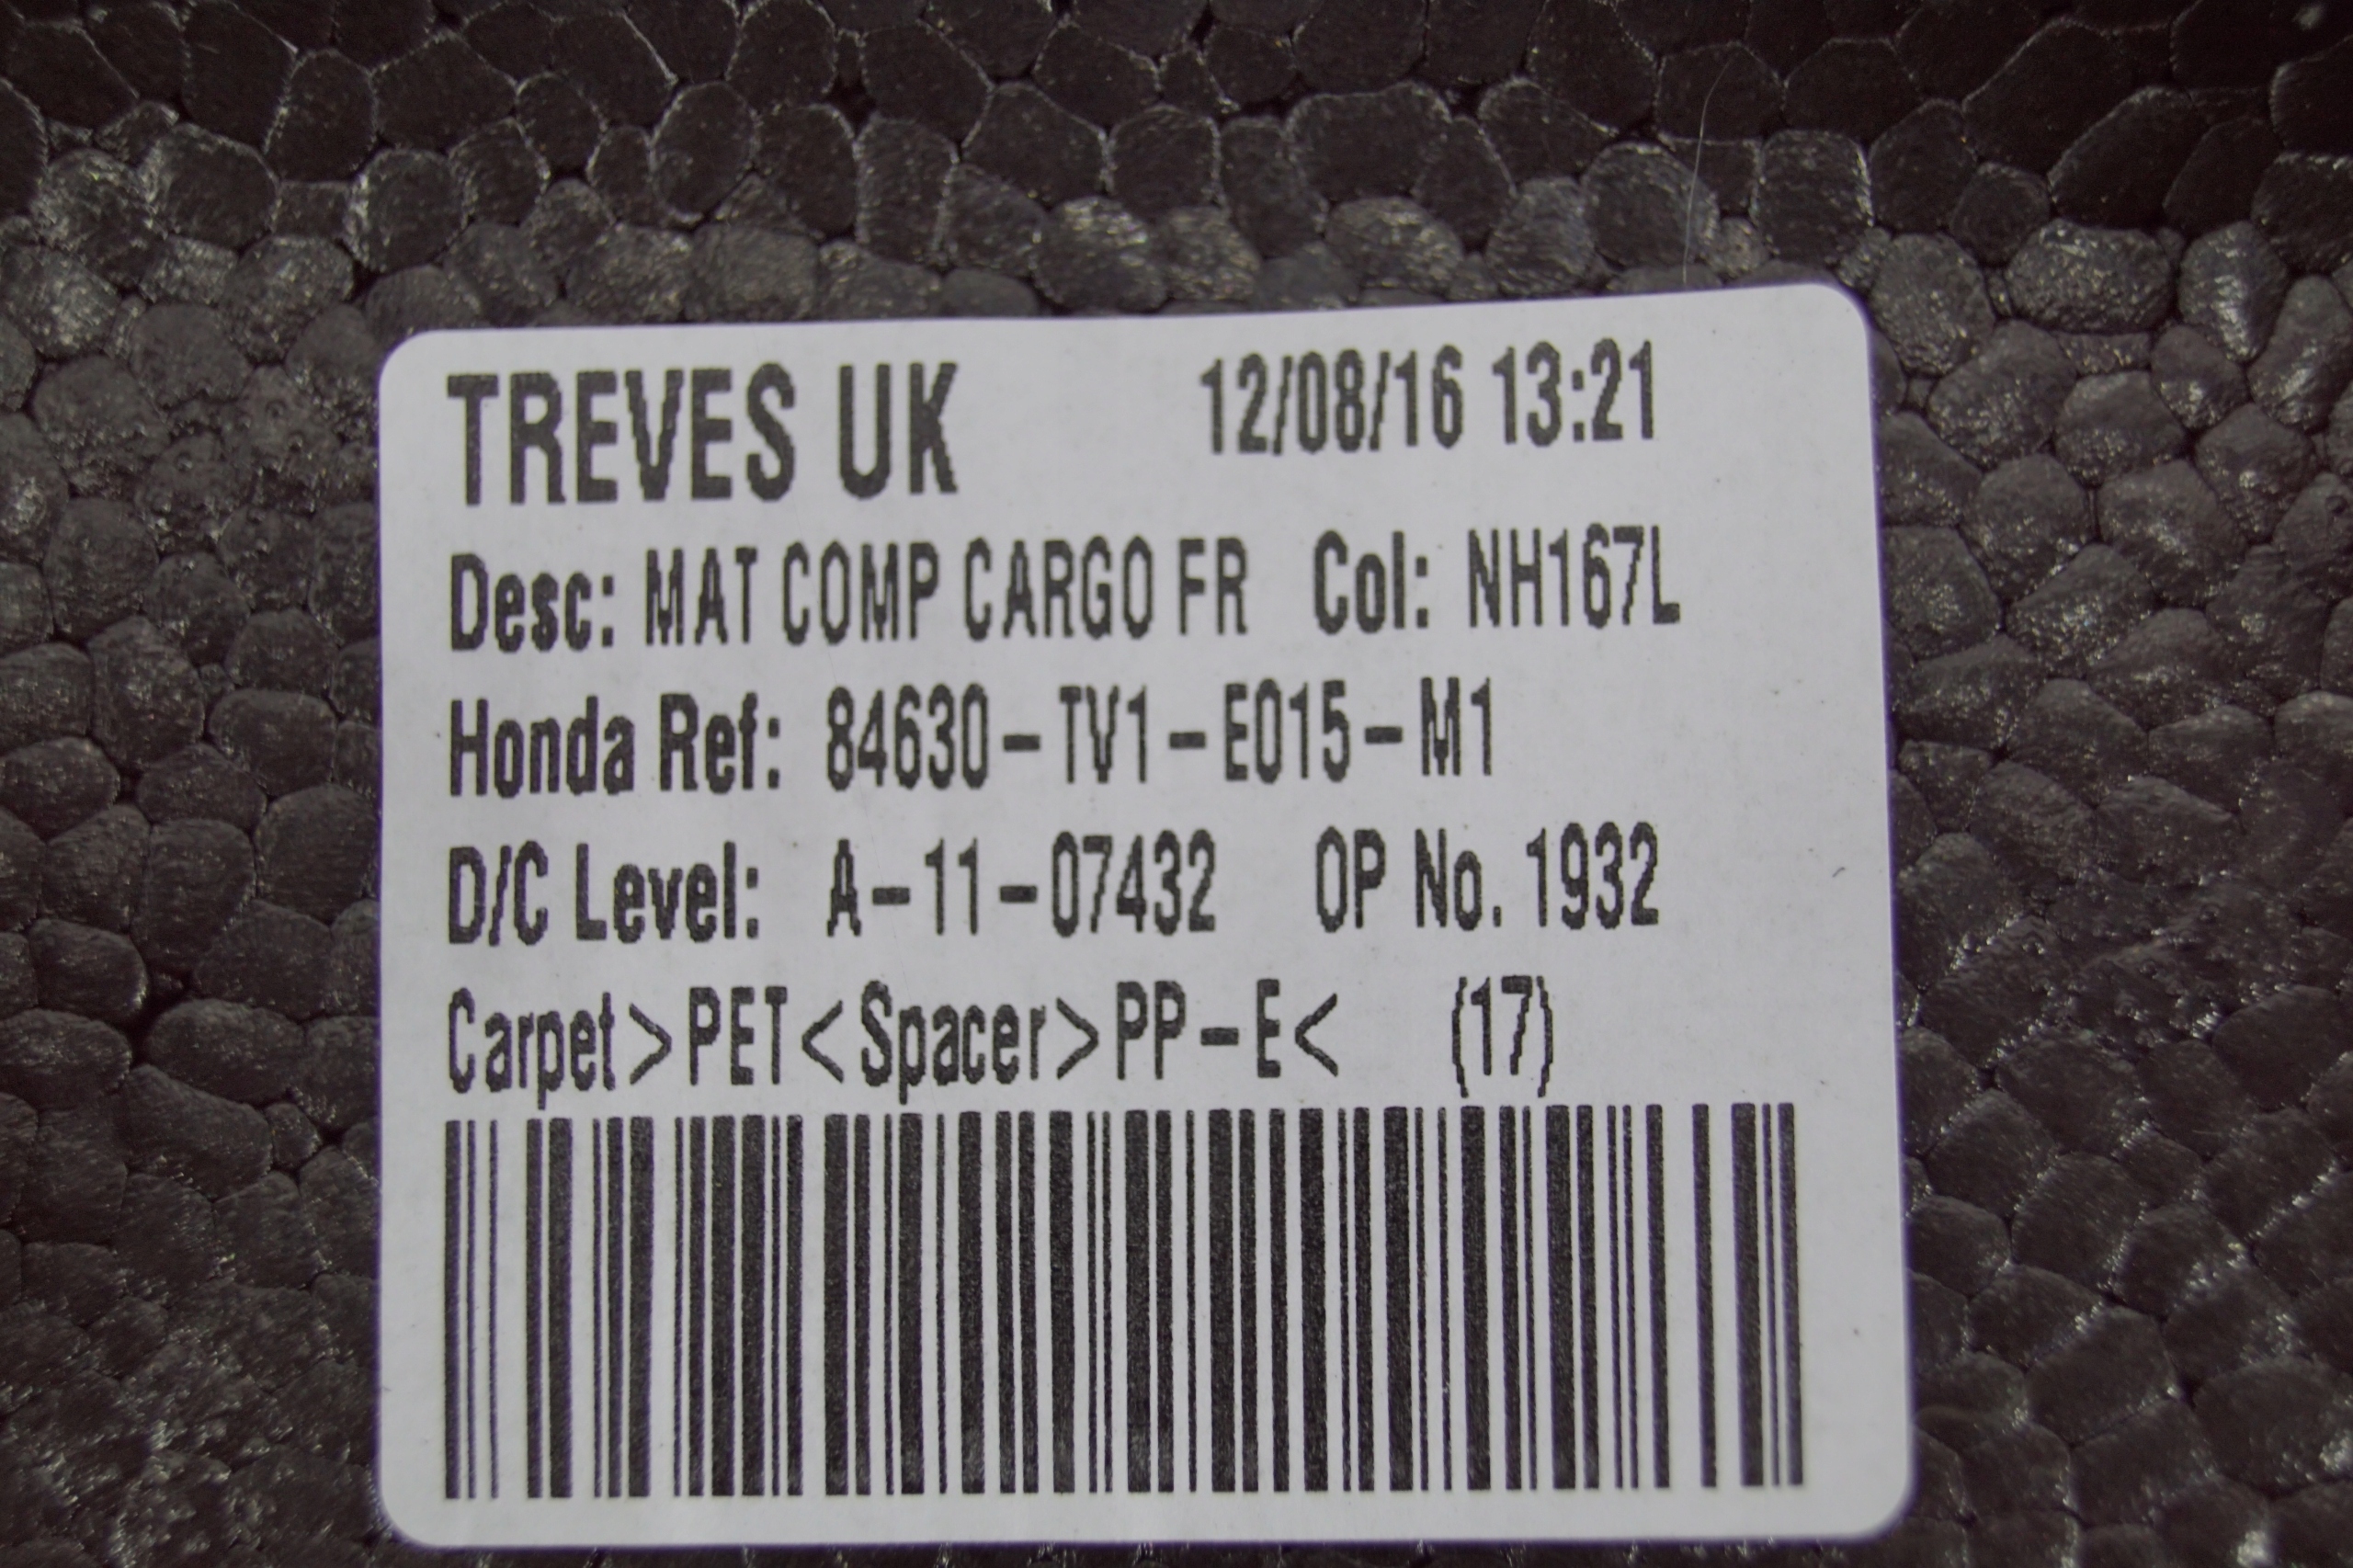 TREVES UK 12/08/16 13:21
Desc: MAT COMP CARGO FR Col: NH167L
Honda Ref: 84630-TV1-E015-M1
D/C Level: A-11-07432 OP No. 1932
Carpet>PET<Spacer>PP-E< (17)